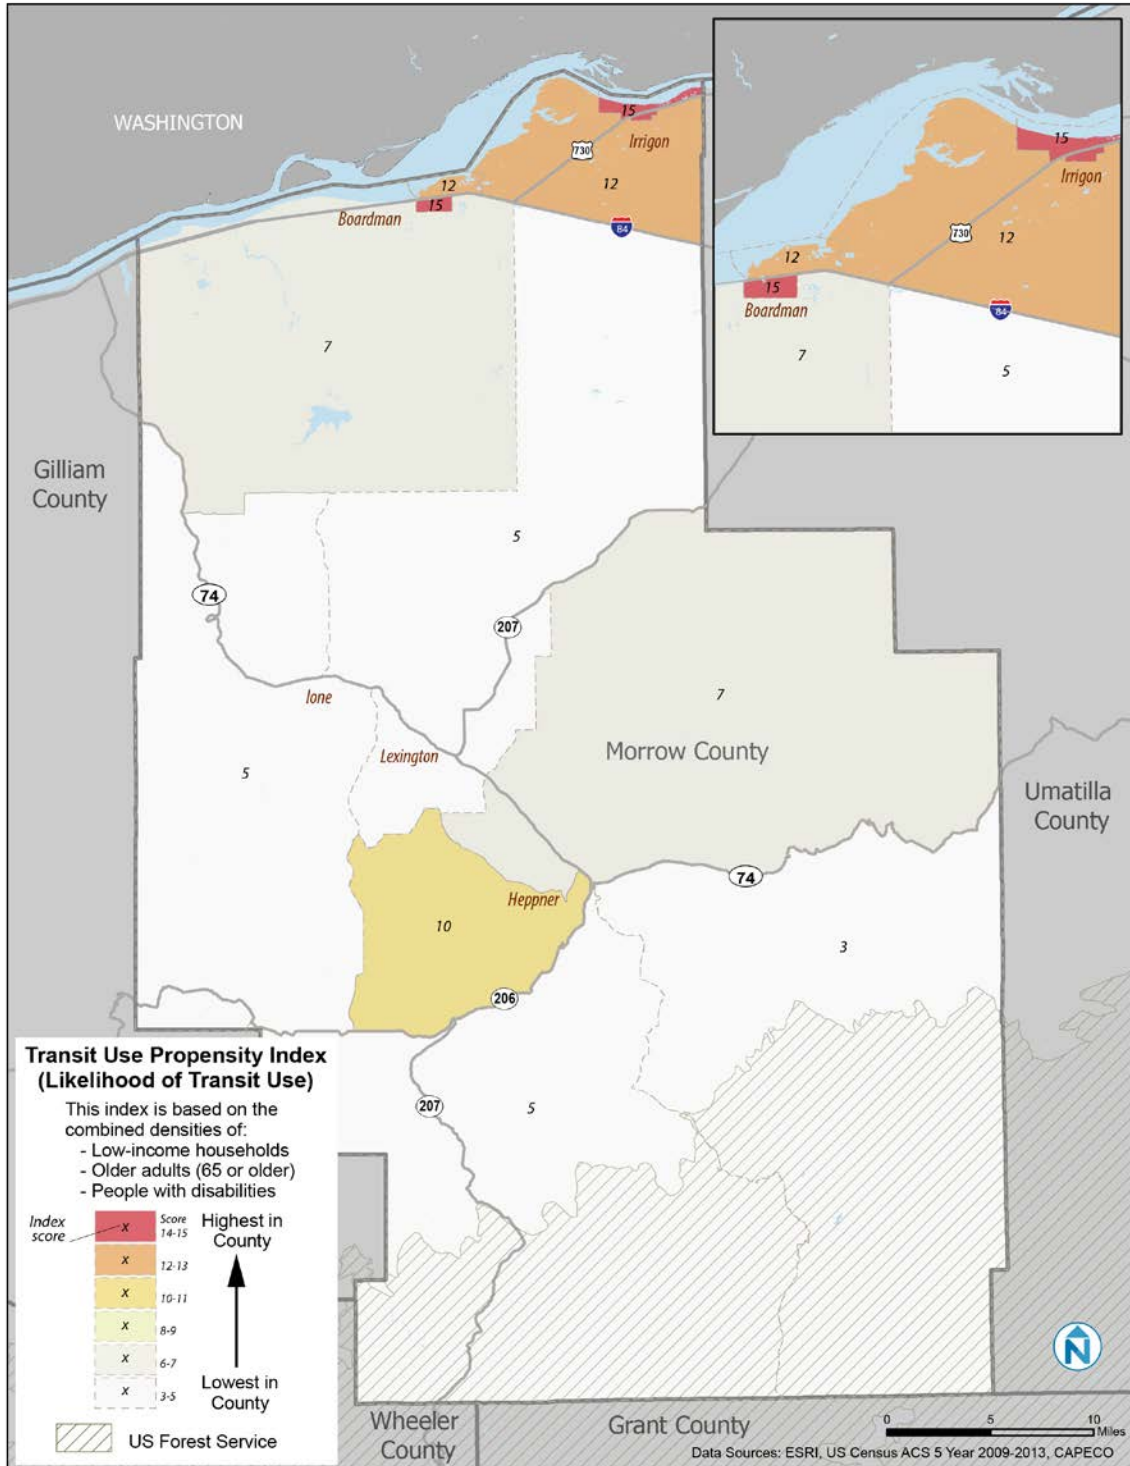 WASHINGTON
15
Irrigon
730
12
12
15
Boardman
84
7
5
15
Irrigon
730
12
12
15
Boardman
84
7
5
Gilliam
County
74
207
Ione
Lexington
5
7
Morrow County
Umatilla
County
Heppner
74
10
3
206
207
5
Transit Use Propensity Index
(Likelihood of Transit Use)
This index is based on the
combined densities of:
- Low-income households
- Older adults (65 or older)
- People with disabilities
Index
score
x
Score
14-15
Highest in
County
x
12-13
x
10-11
x
8-9
x
6-7
x
3-5
Lowest in
County
US Forest Service
N
Wheeler
County
Grant County
0
5
10
Miles
Data Sources: ESRI, US Census ACS 5 Year 2009-2013, CAPECO